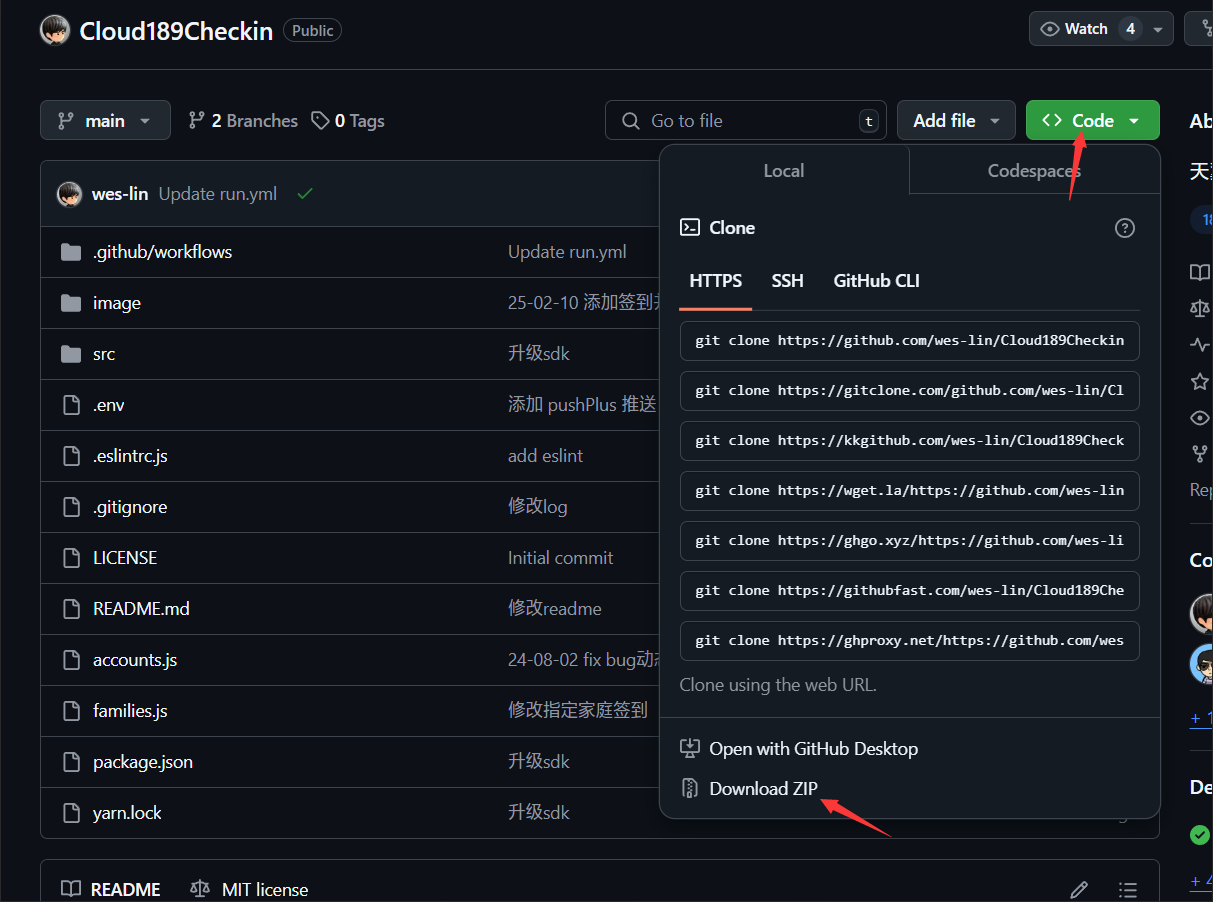 Cloud189Checkin Public
Watch 4
main 2 Branches 0 Tags
Go to file t
Add file
Code
wes-lin Update run.yml
.github/workflows Update run.yml
image 25-02-10 添加签到
src 升级sdk
.env 添加 pushPlus 推送
.eslintrc.js add eslint
.gitignore 修改log
LICENSE Initial commit
README.md 修改readme
accounts.js 24-08-02 fix bug动
families.js 修改指定家庭签到
package.json 升级sdk
yarn.lock 升级sdk
README MIT license
Local Codespaces
Clone
HTTPS SSH GitHub CLI
git clone https://github.com/wes-lin/Cloud189Checkin
git clone https://gitclone.com/github.com/wes-lin/Cl
git clone https://kkgithub.com/wes-lin/Cloud189Check
git clone https://wget.la/https://github.com/wes-lin
git clone https://ghgo.xyz/https://github.com/wes-li
git clone https://githubfast.com/wes-lin/Cloud189Che
git clone https://ghproxy.net/https://github.com/wes
Clone using the web URL.
Open with GitHub Desktop
Download ZIP
Ab
天
18
Rep
Co
+ 1
De
+ 4